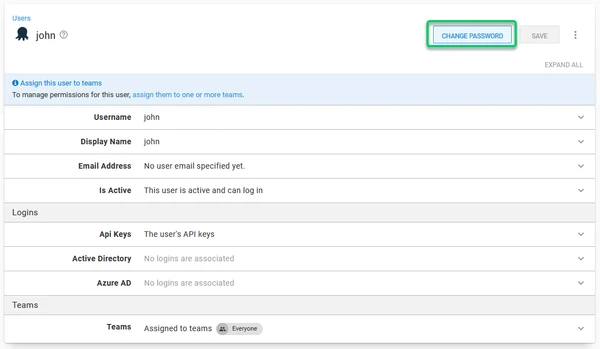 Users
john
CHANGE PASSWORD
SAVE
EXPAND ALL
Assign this user to teams
To manage permissions for this user, assign them to one or more teams.
Username john
Display Name john
Email Address No user email specified yet.
Is Active This user is active and can log in
Logins
Api Keys The user's API keys
Active Directory No logins are associated
Azure AD No logins are associated
Teams
Teams Assigned to teams Everyone